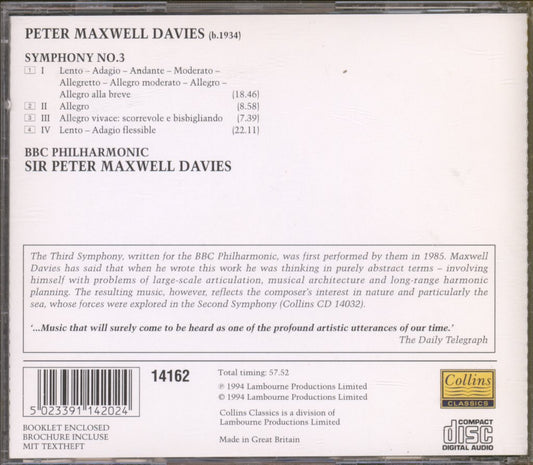 PETER MAXWELL DAVIES (b.1934)
SYMPHONY NO.3
1 I Lento – Adagio – Andante – Moderato –
Allegretto – Allegro moderato – Allegro –
Allegro alla breve (18.46)
2 II Allegro (8.58)
3 III Allegro vivace: scorrevole e bisbigliando (7.39)
4 IV Lento – Adagio flessibile (22.11)
BBC PHILHARMONIC
SIR PETER MAXWELL DAVIES
The Third Symphony, written for the BBC Philharmonic, was first performed by them in 1985. Maxwell
Davies has said that when he wrote this work he was thinking in purely abstract terms – involving
himself with problems of large-scale articulation, musical architecture and long-range harmonic
planning. The resulting music, however, reflects the composer's interest in nature and particularly the
sea, whose forces were explored in the Second Symphony (Collins CD 14032).
'...Music that will surely come to be heard as one of the profound artistic utterances of our time.'
The Daily Telegraph
5 023391 142024
BOOKLET ENCLOSED
BROCHURE INCLUSE
MIT TEXTHEFT
14162
Total timing: 57.52
℗ 1994 Lambourne Productions Limited
© 1994 Lambourne Productions Limited
Collins Classics is a division of
Lambourne Productions Limited
Made in Great Britain
Collins
CLASSICS
COMPACT
disc
DIGITAL AUDIO